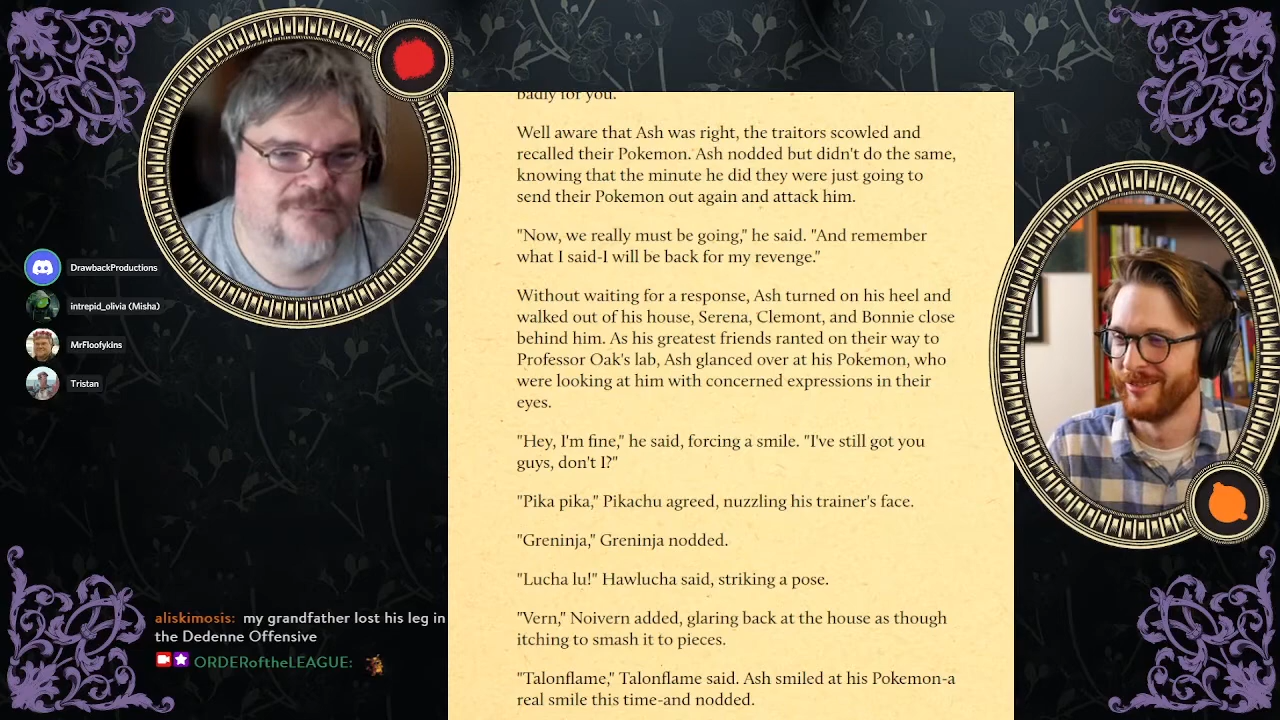 badly for you.
Well aware that Ash was right, the traitors scowled and
recalled their Pokemon. Ash nodded but didn't do the same,
knowing that the minute he did they were just going to
send their Pokemon out again and attack him.
"Now, we really must be going," he said. "And remember
what I said-I will be back for my revenge."
Without waiting for a response, Ash turned on his heel and
walked out of his house, Serena, Clemont, and Bonnie close
behind him. As his greatest friends ranted on their way to
Professor Oak's lab, Ash glanced over at his Pokemon, who
were looking at him with concerned expressions in their
eyes.
"Hey, I'm fine," he said, forcing a smile. "I've still got you
guys, don't I?"
"Pika pika," Pikachu agreed, nuzzling his trainer's face.
"Greninja," Greninja nodded.
"Lucha lu!" Hawlucha said, striking a pose.
"Vern," Noivern added, glaring back at the house as though
itching to smash it to pieces.
"Talonflame," Talonflame said. Ash smiled at his Pokemon-a
real smile this time-and nodded.
DrawbackProductions
intrepid_olivia (Misha)
MrFloofykins
Tristan
aliskimosis: my grandfather lost his leg in
the Dedenne Offensive
ORDERoftheLEAGUE: